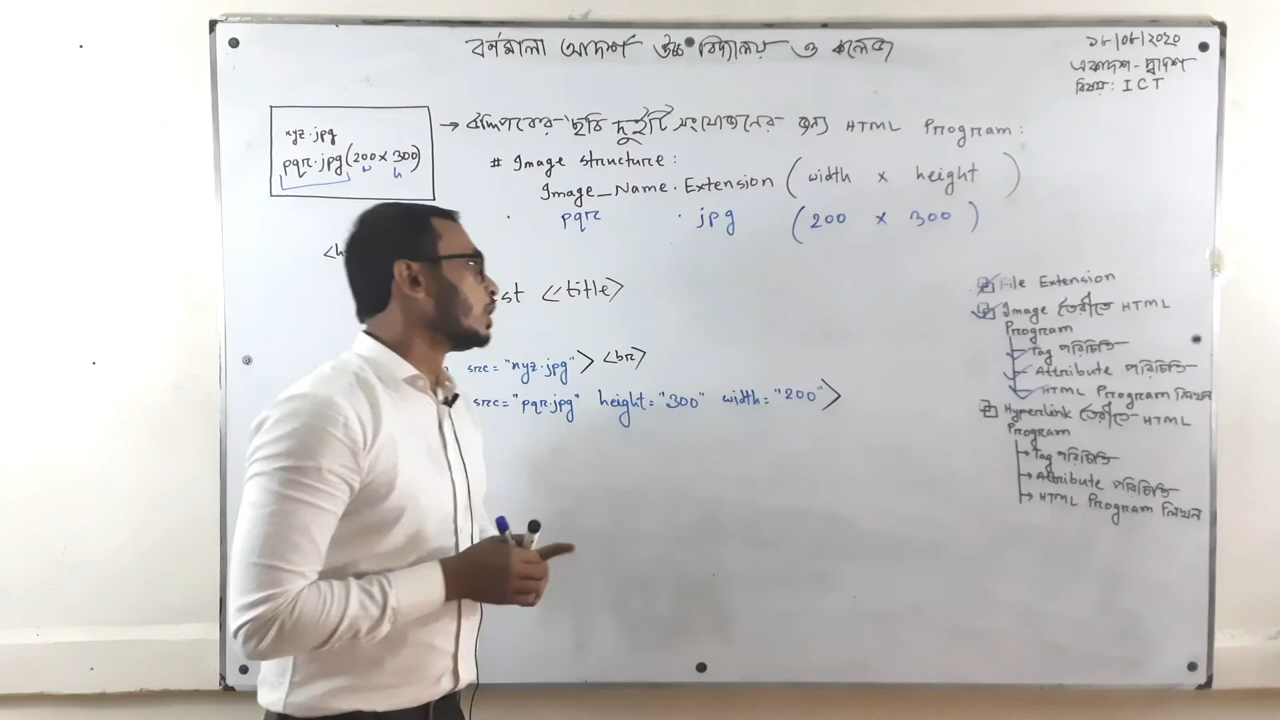 বর্ণমালা আদর্শ উচ্চ বিদ্যালয় ও কলেজ
১৮/০৮/২০২০
একাদশ-দ্বাদশ
বিষয়: ICT
xyz.jpg
pqr.jpg (200 x 300)
w h
→ উদ্দীপকের ছবি দুইটি সংযোজনের জন্য HTML Program:
# Image structure:
Image_Name.Extension (width x height)
pqr . jpg (200 x 300)
<h
st <</title>
src="xyz.jpg"> <br>
src="pqr.jpg" height="300" width="200">
File Extension
Image তৈরীতে HTML
Program
Tag পরিচিতি
Attribute পরিচিতি
HTML Program লিখন
Hyperlink তৈরীতে HTML
Program
→ Tag পরিচিতি
→ Attribute পরিচিতি
→ HTML Program লিখন